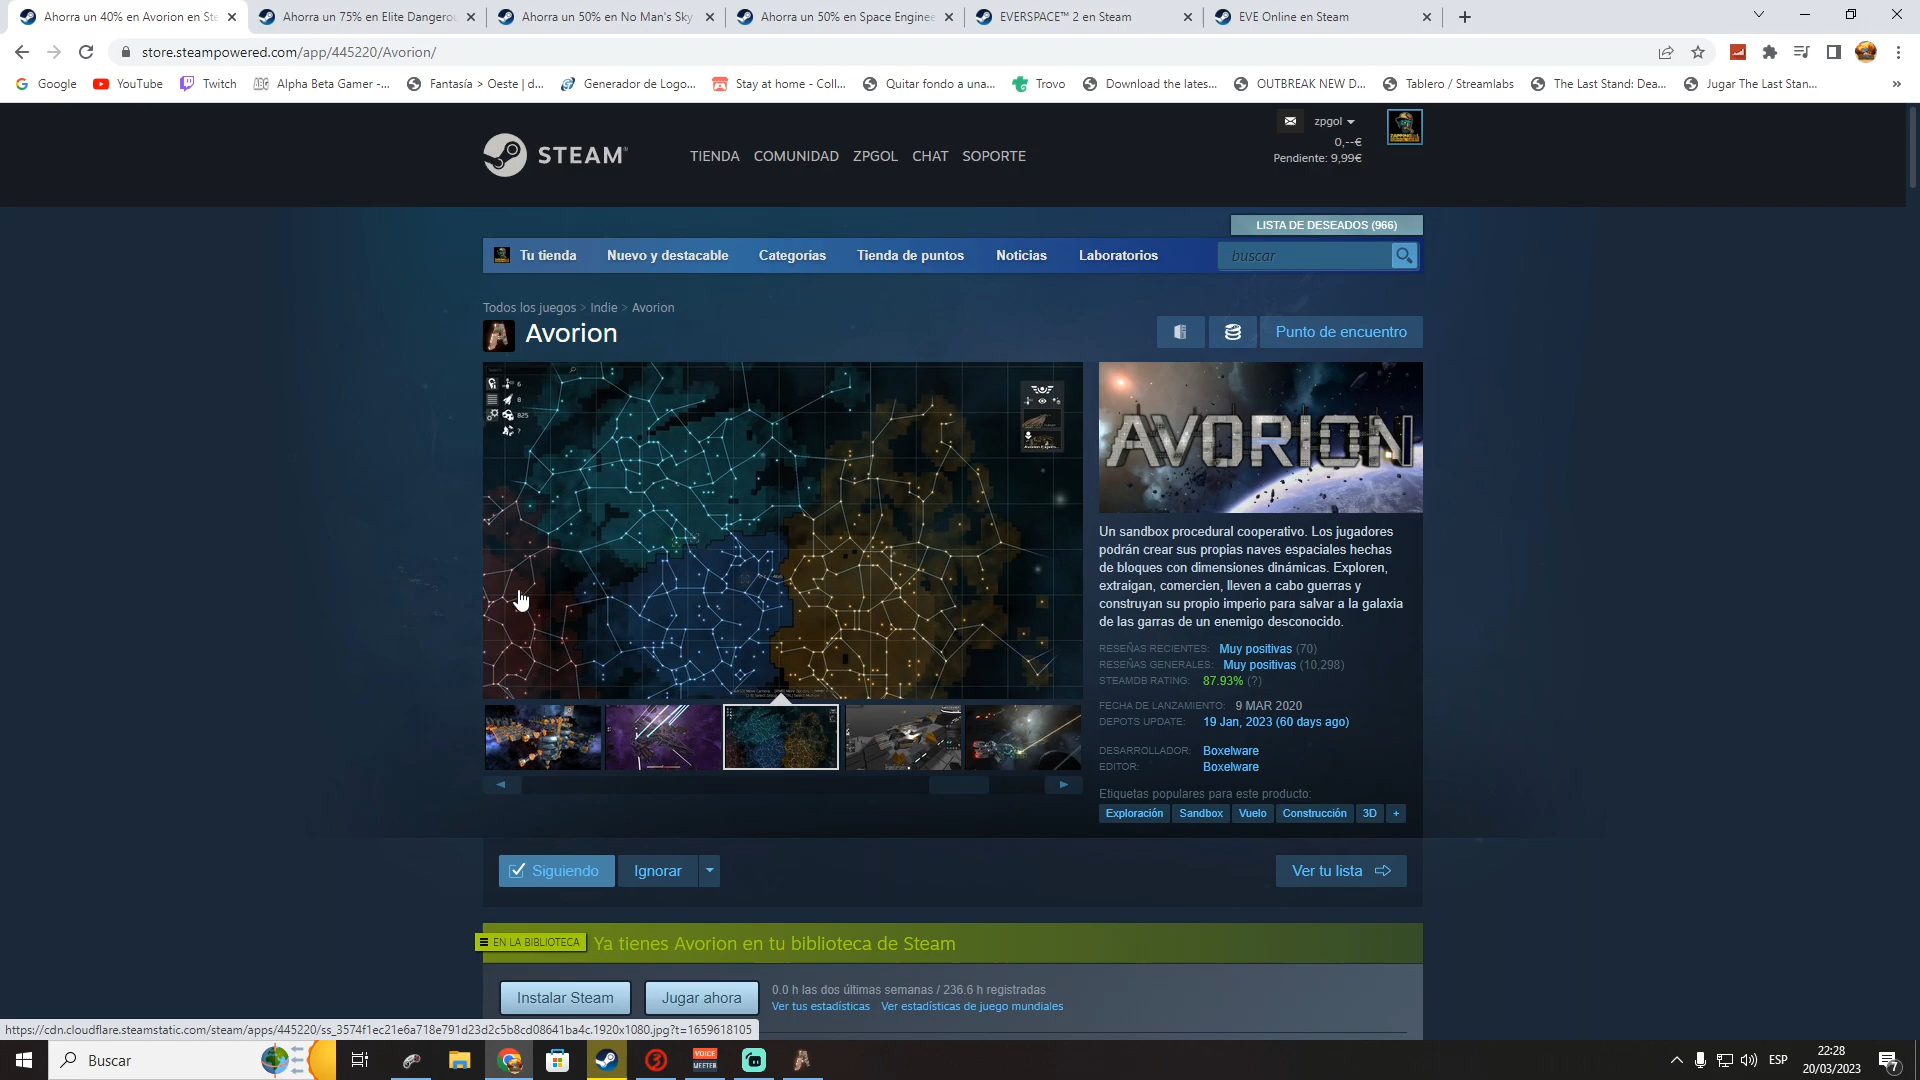 Ahorra un 40% en Avorion en Ste
Ahorra un 75% en Elite Dangerou
Ahorra un 50% en No Man's Sky
Ahorra un 50% en Space Enginee
EVERSPACE™ 2 en Steam
EVE Online en Steam
store.steampowered.com/app/445220/Avorion/
Google
YouTube
Twitch
Alpha Beta Gamer -...
Fantasía > Oeste | d...
Generador de Logo...
Stay at home - Coll...
Quitar fondo a una...
Trovo
Download the lates...
OUTBREAK NEW D...
Tablero / Streamlabs
The Last Stand: Dea...
Jugar The Last Stan...
STEAM
TIENDA COMUNIDAD ZPGOL CHAT SOPORTE
zpgol
0,--€
Pendiente: 9,99€
LISTA DE DESEADOS (966)
Tu tienda Nuevo y destacable Categorías Tienda de puntos Noticias Laboratorios
buscar
Todos los juegos > Indie > Avorion
Avorion
Punto de encuentro
6
8
825
?
AVORION
Un sandbox procedural cooperativo. Los jugadores
podrán crear sus propias naves espaciales hechas
de bloques con dimensiones dinámicas. Exploren,
extraigan, comercien, lleven a cabo guerras y
construyan su propio imperio para salvar a la galaxia
de las garras de un enemigo desconocido.
RESEÑAS RECIENTES: Muy positivas (70)
RESEÑAS GENERALES: Muy positivas (10,298)
STEAMDB RATING: 87.93% (?)
FECHA DE LANZAMIENTO: 9 MAR 2020
DEPOTS UPDATE: 19 Jan, 2023 (60 days ago)
DESARROLLADOR: Boxelware
EDITOR: Boxelware
Etiquetas populares para este producto:
Exploración Sandbox Vuelo Construcción 3D +
Siguiendo
Ignorar
Ver tu lista
EN LA BIBLIOTECA
Ya tienes Avorion en tu biblioteca de Steam
Instalar Steam
Jugar ahora
0.0 h las dos últimas semanas / 236.6 h registradas
Ver tus estadísticas Ver estadísticas de juego mundiales
https://cdn.cloudflare.steamstatic.com/steam/apps/445220/ss_3574f1ec21e6a718e791d23d2c5b8cd08641ba4c.1920x1080.jpg?t=1659618105
Buscar
VOICE
MEETER
ESP
22:28
20/03/2023
7